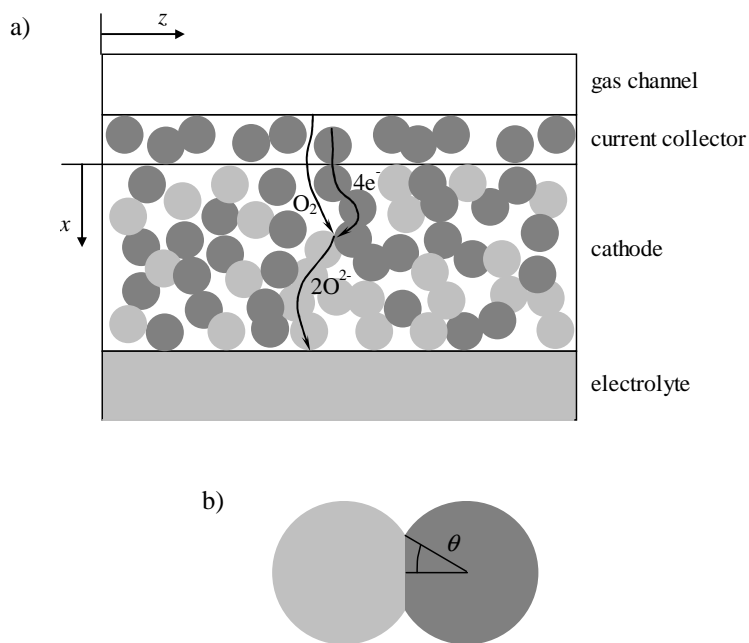 a)
z
gas channel
current collector
x
O₂
4e⁻
cathode
2O²⁻
electrolyte
b)
θ